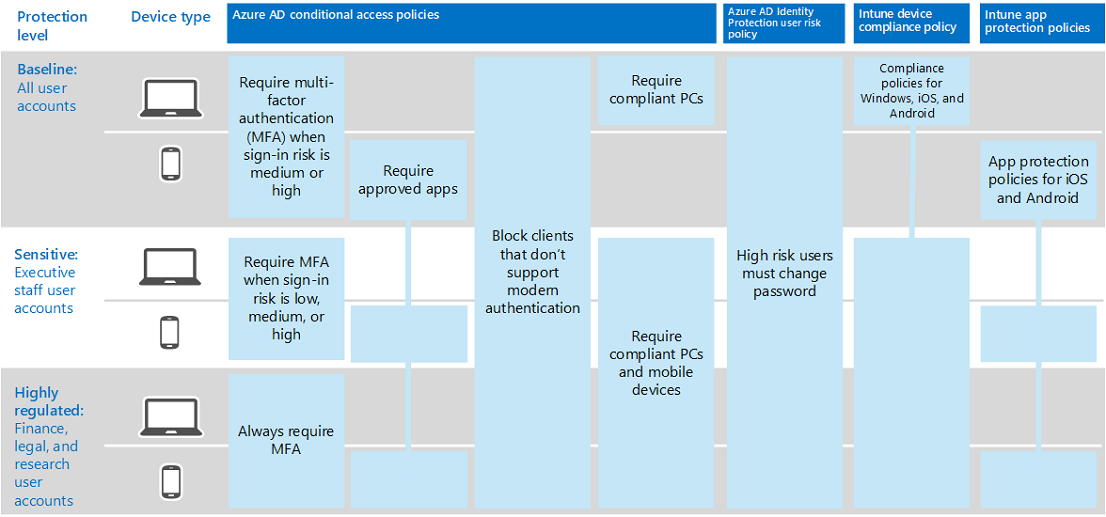 Protection
level
Device type
Azure AD conditional access policies
Azure AD Identity
Protection user risk
policy
Intune device
compliance policy
Intune app
protection policies
Baseline:
All user
accounts
Require multi-
factor
authentication
(MFA) when
sign-in risk is
medium or
high
Require
approved apps
Block clients
that don’t
support
modern
authentication
Require
compliant PCs
High risk users
must change
password
Compliance
policies for
Windows, iOS, and
Android
App protection
policies for iOS
and Android
Sensitive:
Executive
staff user
accounts
Require MFA
when sign-in
risk is low,
medium, or
high
Require
compliant PCs
and mobile
devices
Highly
regulated:
Finance,
legal, and
research
user
accounts
Always require
MFA